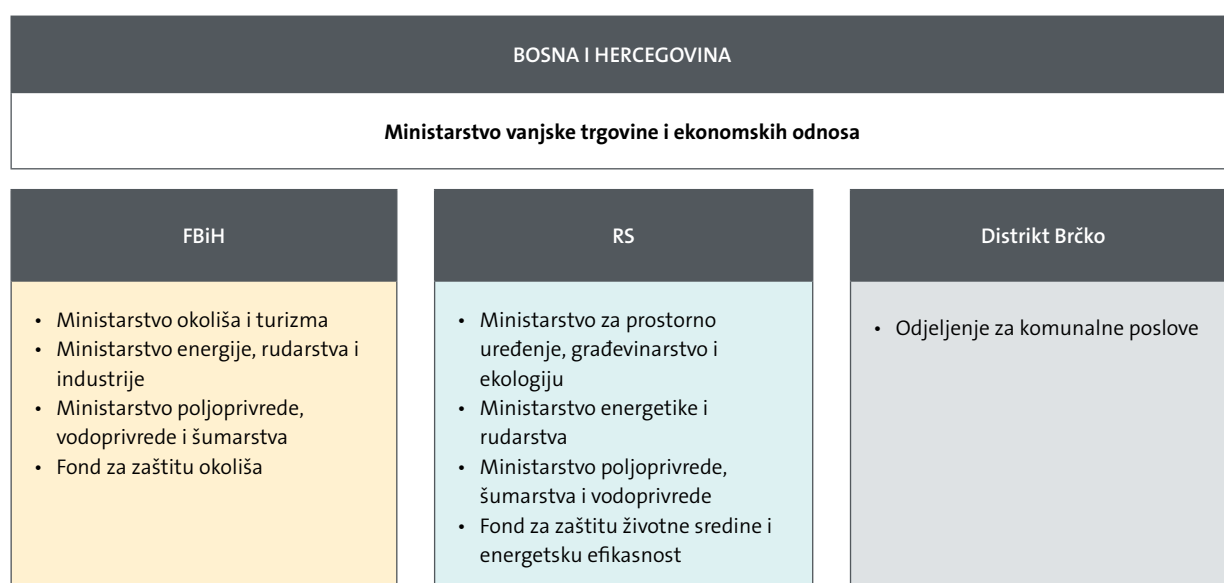 BOSNA I HERCEGOVINA
Ministarstvo vanjske trgovine i ekonomskih odnosa
FBiH
• Ministarstvo okoliša i turizma
• Ministarstvo energije, rudarstva i
industrije
• Ministarstvo poljoprivrede,
vodoprivrede i šumarstva
• Fond za zaštitu okoliša
RS
• Ministarstvo za prostorno
uređenje, građevinarstvo i
ekologiju
• Ministarstvo energetike i
rudarstva
• Ministarstvo poljoprivrede,
šumarstva i vodoprivrede
• Fond za zaštitu životne sredine i
energetsku efikasnost
Distrikt Brčko
• Odjeljenje za komunalne poslove